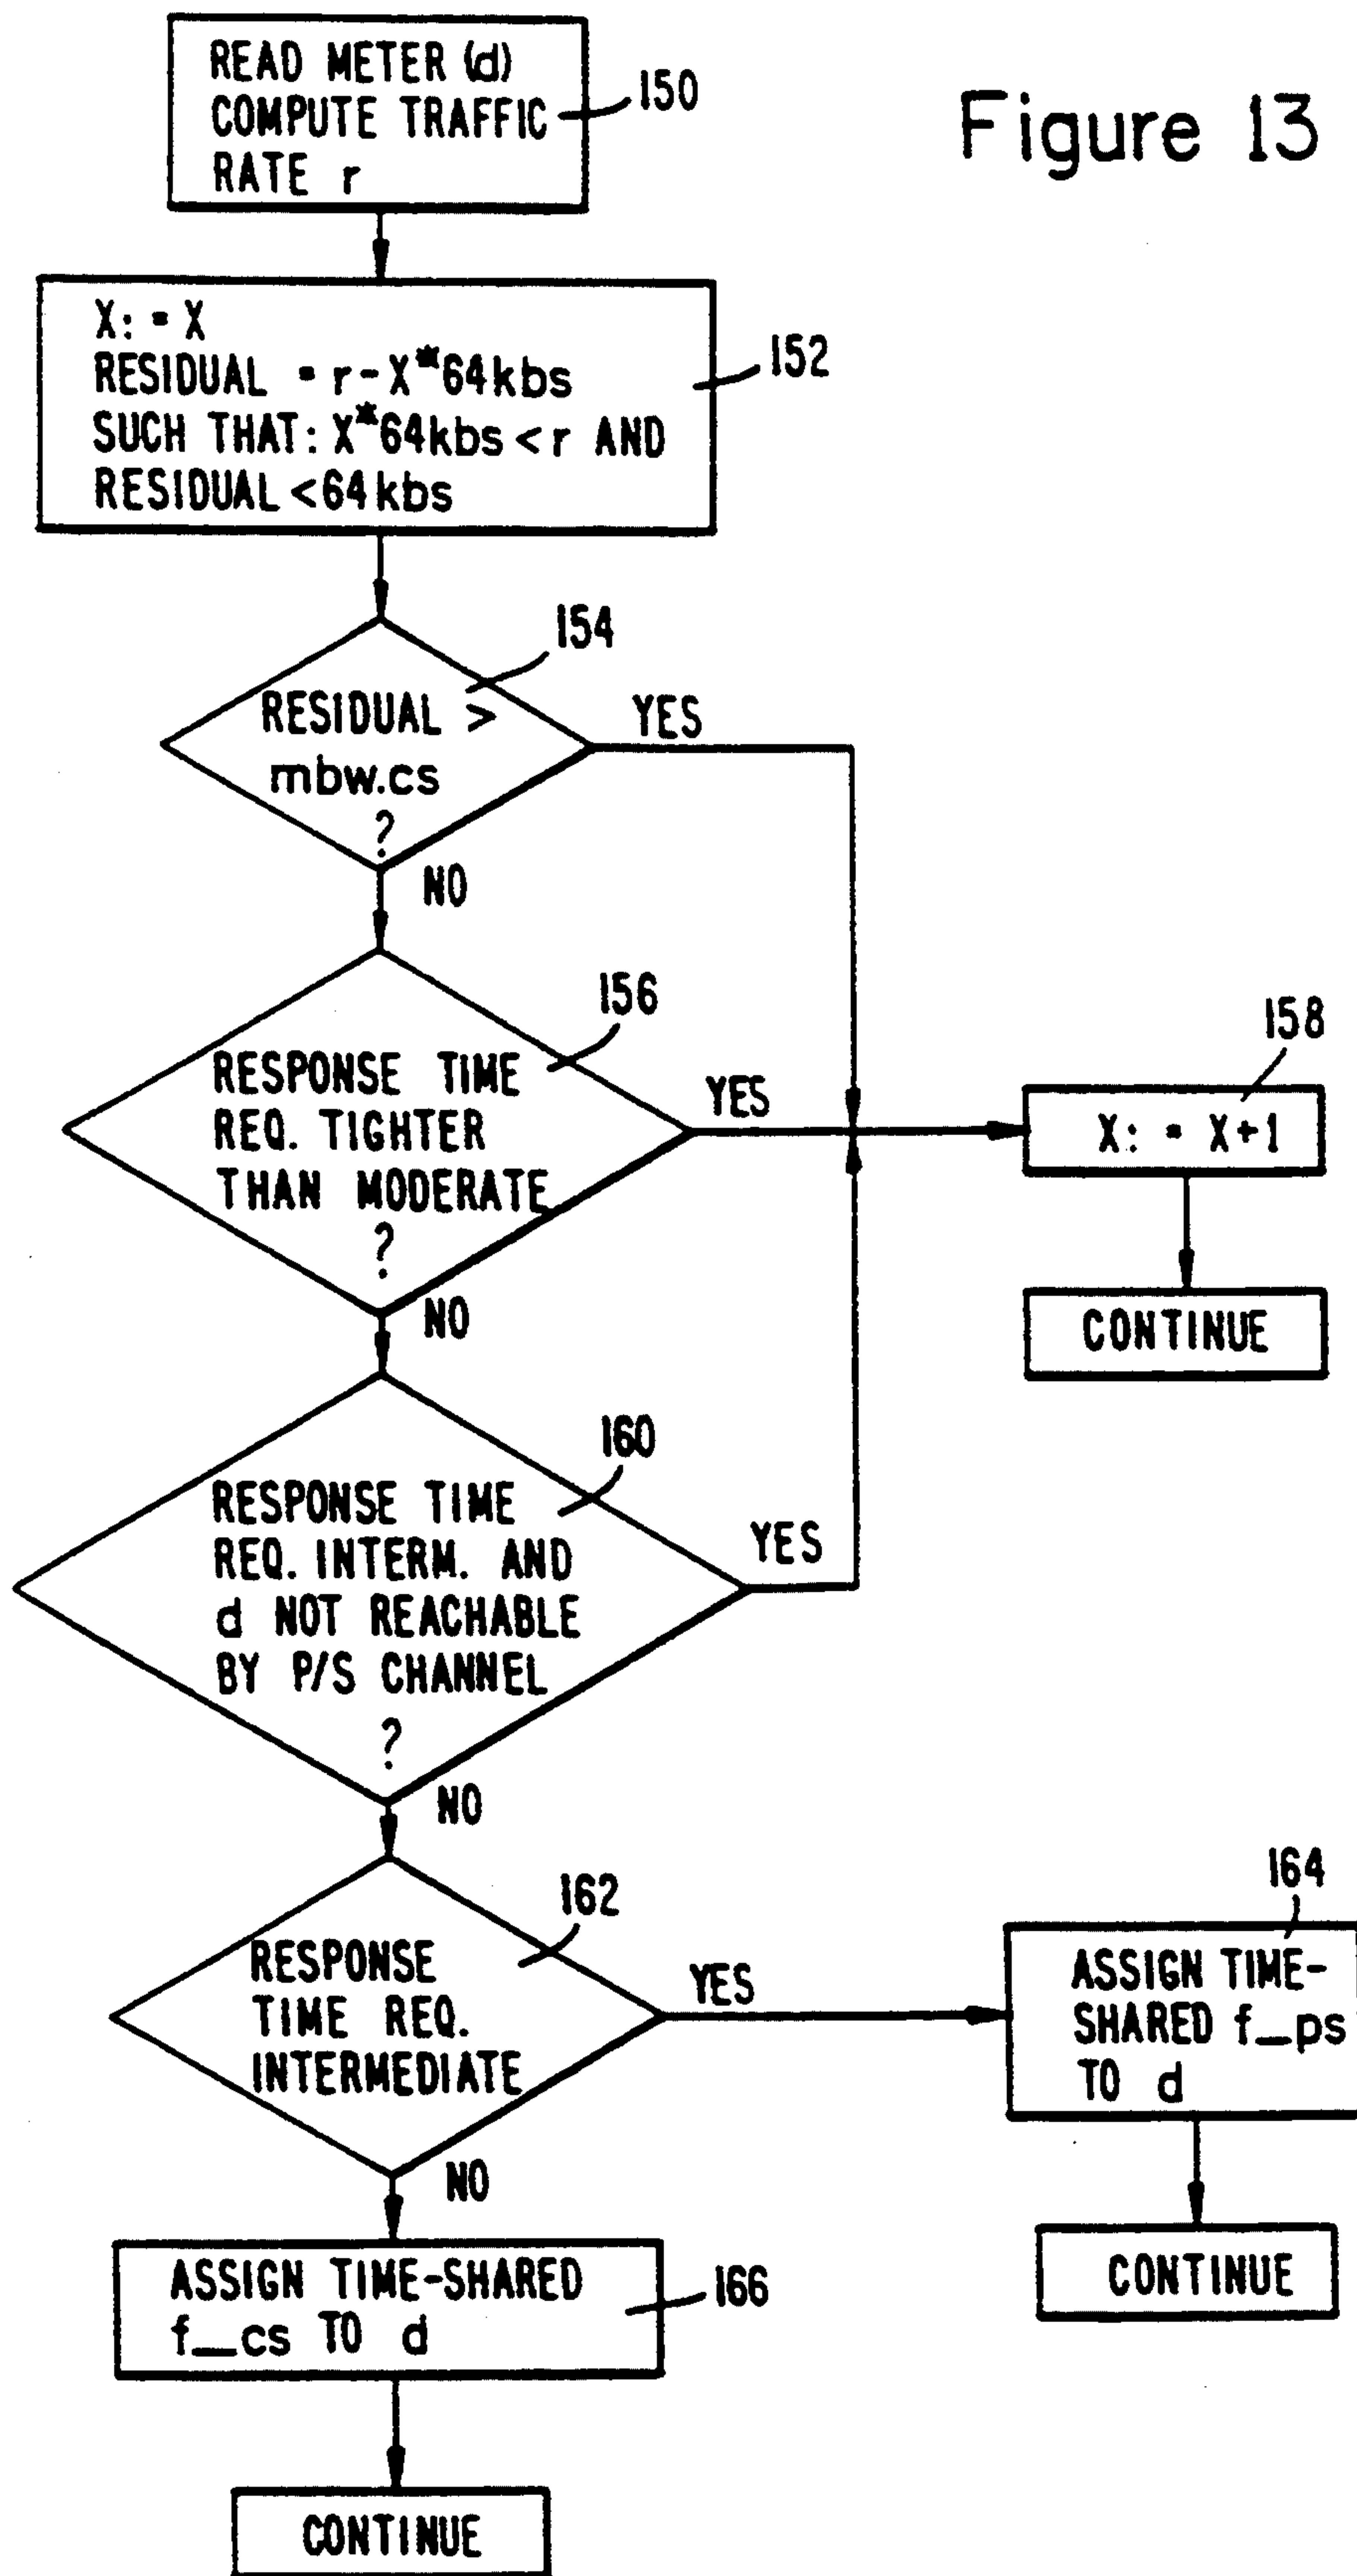 Figure 13
READ METER (d)
COMPUTE TRAFFIC
RATE r
150
X: = X
RESIDUAL = r-X*64kbs
SUCH THAT: X*64kbs < r AND
RESIDUAL <64kbs
152
RESIDUAL >
mbw.cs
?
154
YES
NO
RESPONSE TIME
REQ. TIGHTER
THAN MODERATE
?
156
YES
NO
158
X: = X+1
CONTINUE
RESPONSE TIME
REQ. INTERM. AND
d NOT REACHABLE
BY P/S CHANNEL
?
160
YES
NO
RESPONSE
TIME REQ.
INTERMEDIATE
162
YES
NO
164
ASSIGN TIME-
SHARED f_ps
TO d
CONTINUE
ASSIGN TIME-SHARED
f_cs TO d
166
CONTINUE